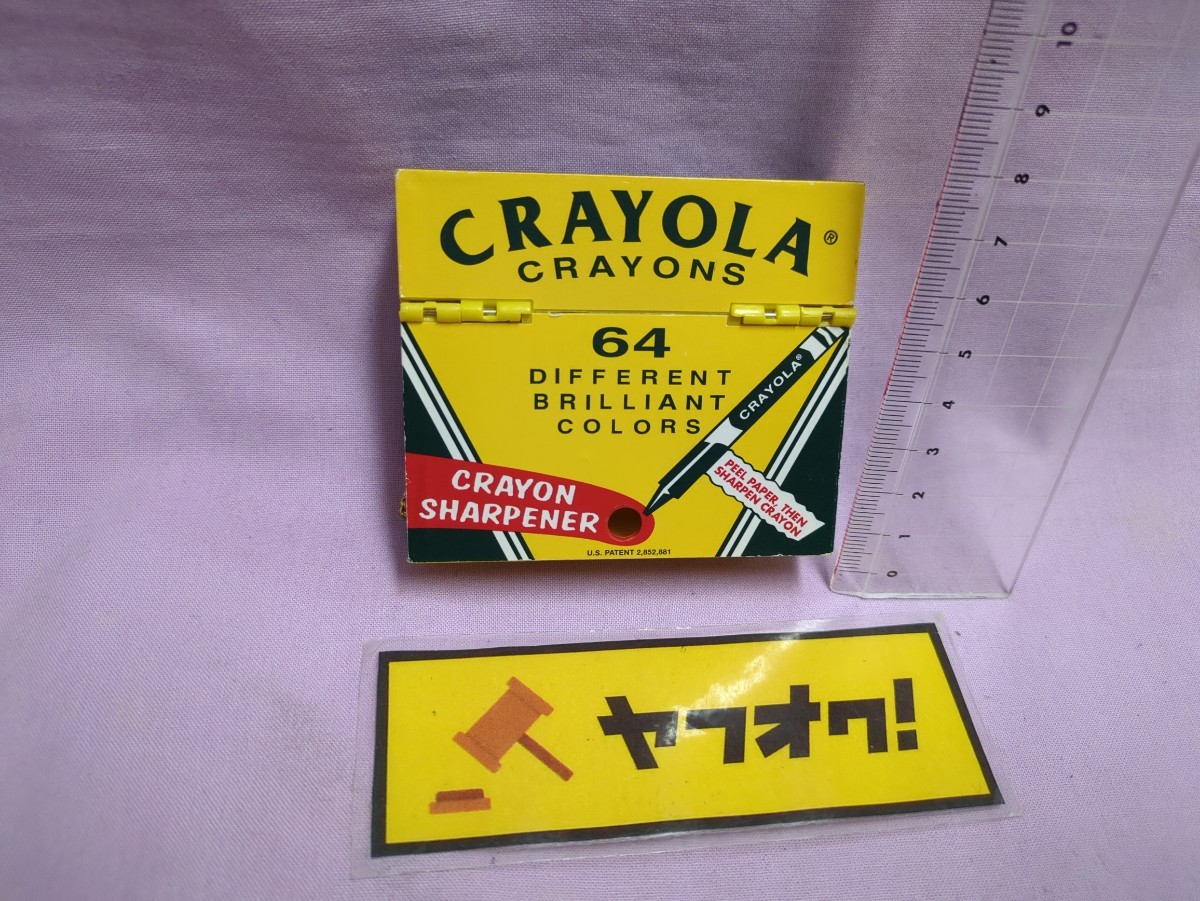 CRAYOLA®
CRAYONS
64
DIFFERENT
BRILLIANT
COLORS
CRAYOLA®
PEEL PAPER, THEN
SHARPEN CRAYON
CRAYON
SHARPENER
U.S. PATENT 2,852,881
10
9
8
7
6
5
4
3
2
1
0
ヤフオク!